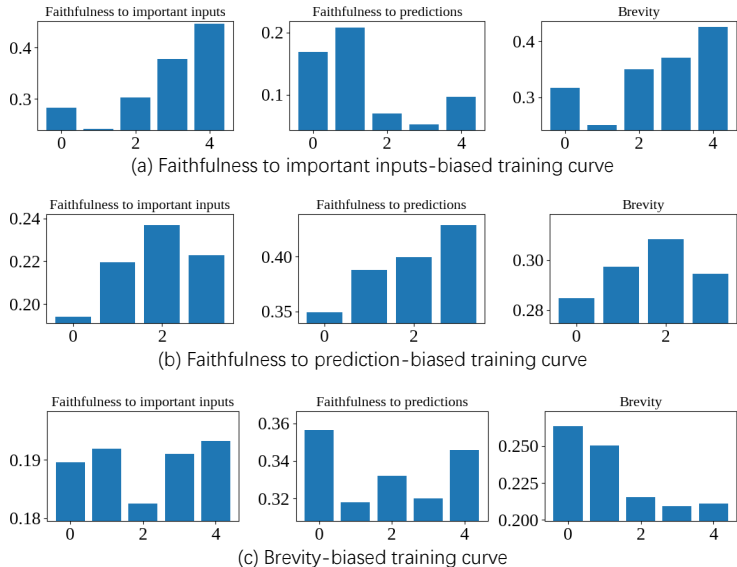 Faithfulness to important inputs Faithfulness to predictions Brevity
0.4 0.2 0.4
0.3 0.1 0.3
0 2 4 0 2 4 0 2 4
(a) Faithfulness to important inputs-biased training curve
Faithfulness to important inputs Faithfulness to predictions Brevity
0.24
0.22 0.40 0.30
0.20 0.35 0.28
0 2 0 2 0 2
(b) Faithfulness to prediction-biased training curve
Faithfulness to important inputs Faithfulness to predictions Brevity
0.36 0.250
0.19 0.34 0.225
0.18 0.32 0.200
0 2 4 0 2 4 0 2 4
(c) Brevity-biased training curve